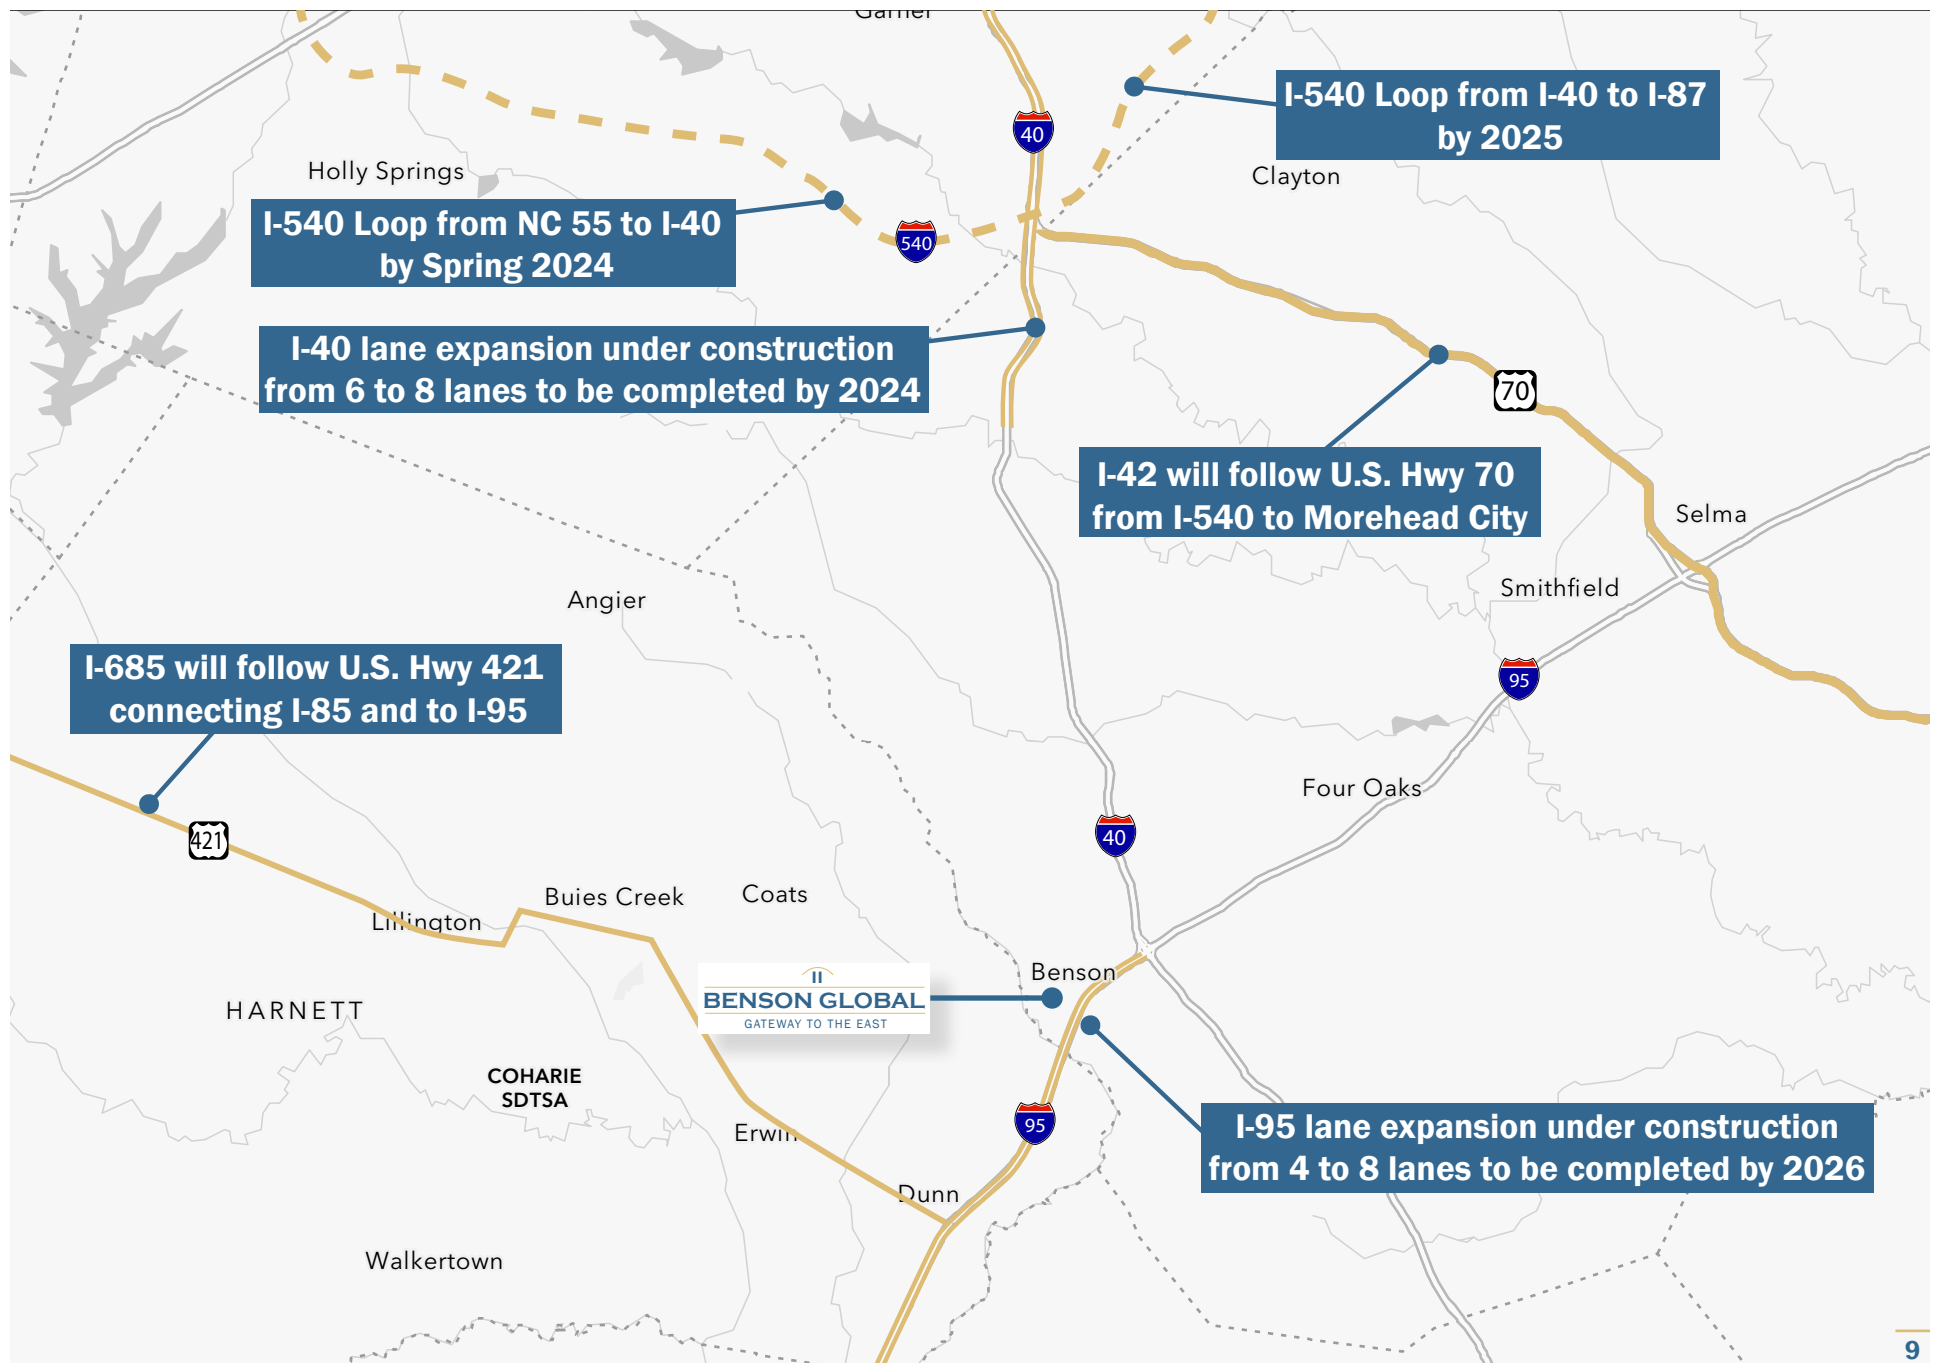 Garner
I-540 Loop from I-40 to I-87
by 2025
40
Holly Springs
Clayton
I-540 Loop from NC 55 to I-40
by Spring 2024
540
I-40 lane expansion under construction
from 6 to 8 lanes to be completed by 2024
70
I-42 will follow U.S. Hwy 70
from I-540 to Morehead City
Selma
Smithfield
Angier
I-685 will follow U.S. Hwy 421
connecting I-85 and to I-95
95
Four Oaks
421
40
Buies Creek
Coats
Lillington
Benson
BENSON GLOBAL
GATEWAY TO THE EAST
HARNETT
COHARIE
SDTSA
95
Erwin
I-95 lane expansion under construction
from 4 to 8 lanes to be completed by 2026
Dunn
Walkertown
9